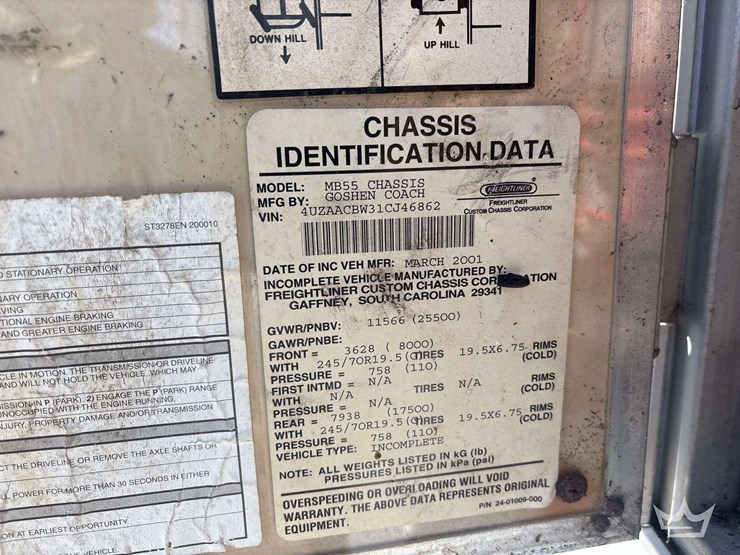 DOWN HILL
UP HILL
CHASSIS
IDENTIFICATION DATA
MODEL: MB55 CHASSIS
MFG BY: GOSHEN COACH
VIN: 4UZAACBW31CJ46862
FREIGHTLINER
FREIGHTLINER
CUSTOM CHASSIS CORPORATION
DATE OF INC VEH MFR: MARCH 2001
INCOMPLETE VEHICLE MANUFACTURED BY:
FREIGHTLINER CUSTOM CHASSIS CORPORATION
GAFFNEY, SOUTH CAROLINA 29341
GVWR/PNBV: 11566 (25500)
GAWR/PNBE:
FRONT = 3628 ( 8000)
WITH 245/70R19.5(G) TIRES 19.5X6.75 RIMS
PRESSURE = 758 (110) (COLD)
FIRST INTMD = N/A
WITH N/A TIRES N/A RIMS
PRESSURE = N/A (COLD)
REAR = 7938 (17500)
WITH 245/70R19.5(G) TIRES 19.5X6.75 RIMS
PRESSURE = 758 (110) (COLD)
VEHICLE TYPE: INCOMPLETE
NOTE: ALL WEIGHTS LISTED IN kG (lb)
PRESSURES LISTED IN kPa (psi)
OVERSPEEDING OR OVERLOADING WILL VOID
WARRANTY. THE ABOVE DATA REPRESENTS ORIGINAL
EQUIPMENT.
P/N 24-01009-000
ST3278EN 200010
STATIONARY OPERATION
ARY OPERATION
VING
TIONAL ENGINE BRAKING
AND GREATER ENGINE BRAKING
CLE IN MOTION. THE TRANSMISSION OR DRIVELINE
AND WILL NOT HOLD THE VEHICLE, WHICH MAY
ISSION IN P (PARK). 2) ENGAGE THE P (PARK) RANGE
NOCCUPIED WITH THE ENGINE RUNNING.
NJURY, PROPERTY DAMAGE AND/OR TRANSMISSION
CT THE DRIVELINE OR REMOVE THE AXLE SHAFTS OR
LL POWER FOR MORE THAN 30 SECONDS IN EITHER
ON AT EARLIEST OPPORTUNITY.
VEHICLE.